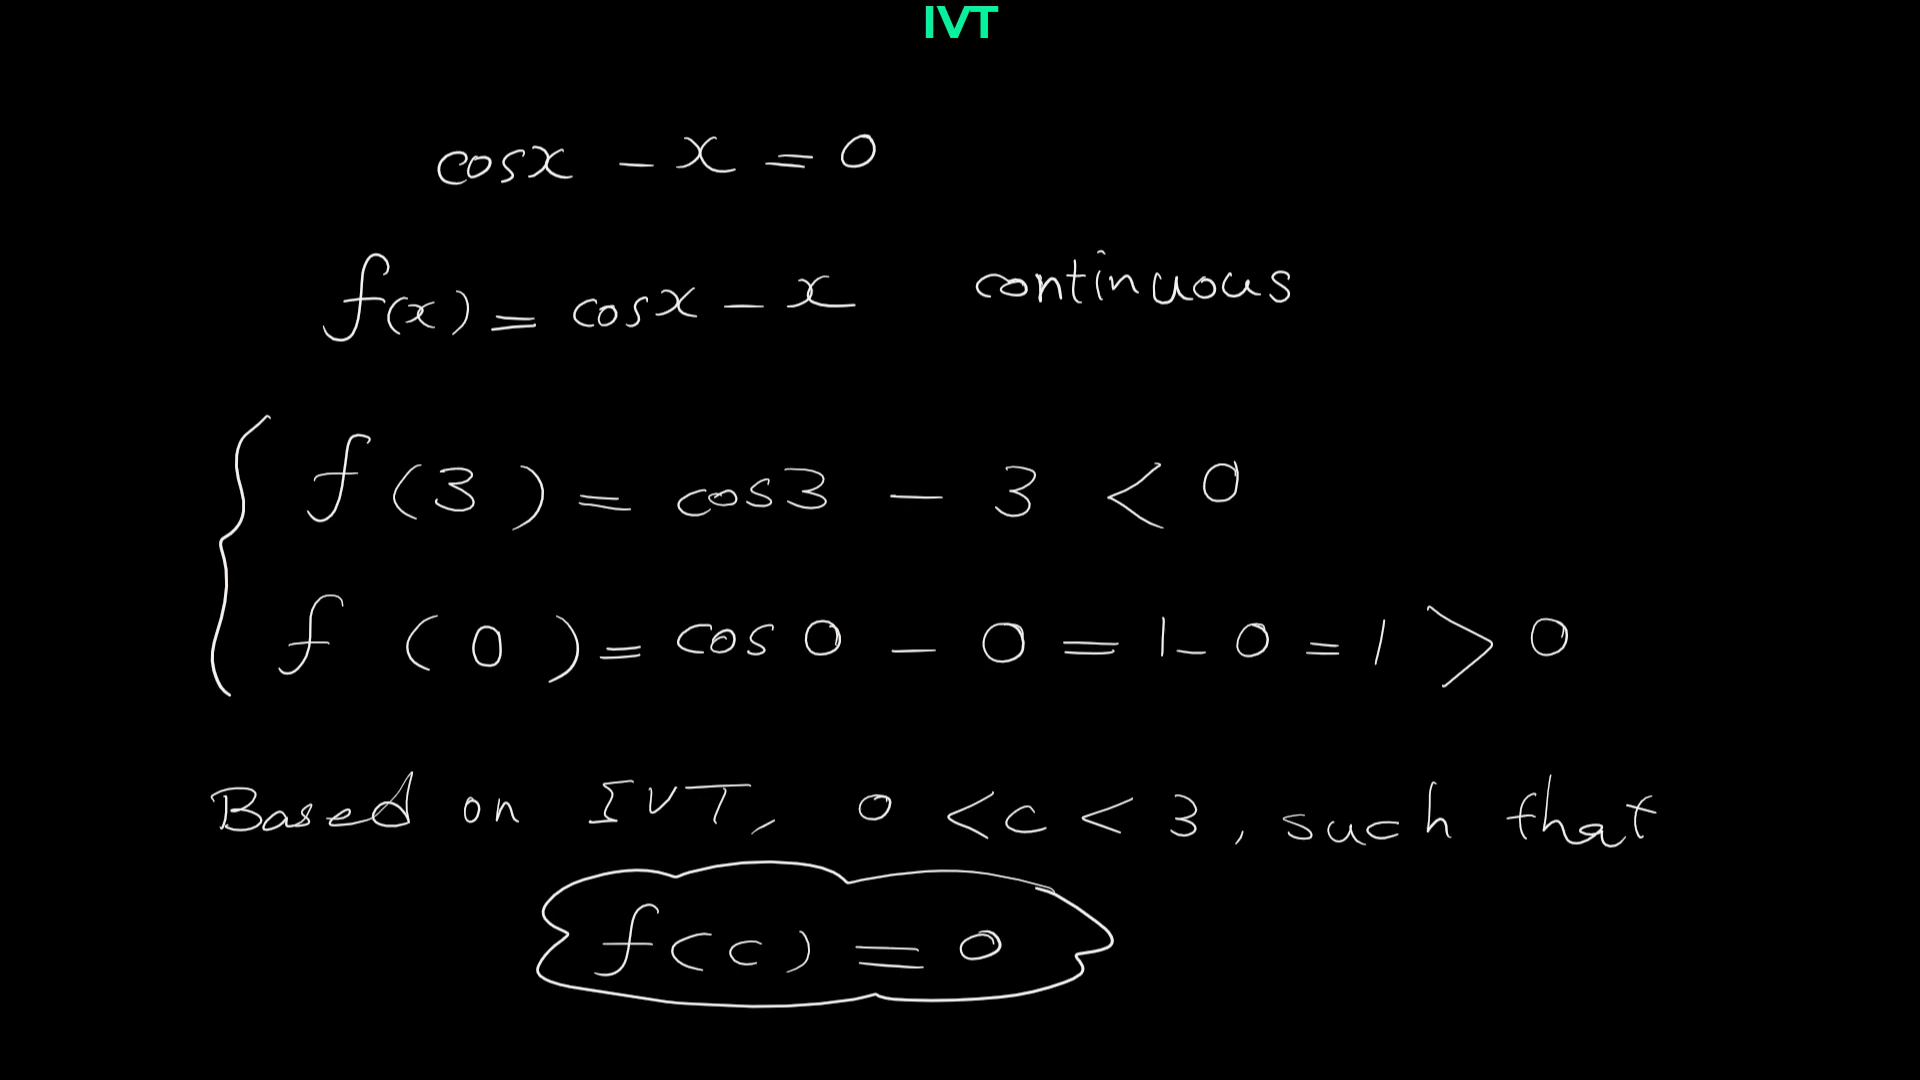 IVT
cosx - x = 0
f(x) = cosx - x continuous
f(3) = cos3 - 3 < 0
f(0) = cos0 - 0 = 1 - 0 = 1 > 0
Based on IVT, 0 < c < 3, such that
f(c) = 0